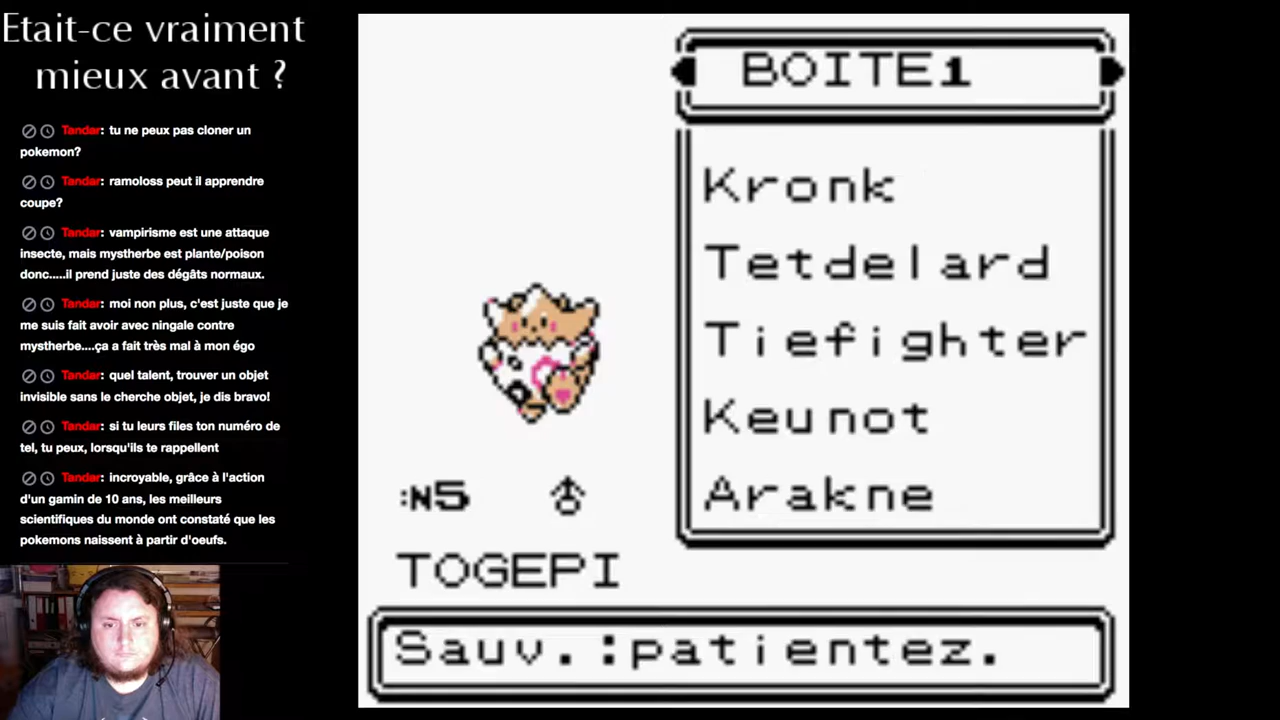 Etait-ce vraiment
mieux avant ?
Tandar: tu ne peux pas cloner un
pokemon?
Tandar: ramoloss peut il apprendre
coupe?
Tandar: vampirisme est une attaque
insecte, mais mystherbe est plante/poison
donc.....il prend juste des dégâts normaux.
Tandar: moi non plus, c'est juste que je
me suis fait avoir avec ningale contre
mystherbe....ça a fait très mal à mon égo
Tandar: quel talent, trouver un objet
invisible sans le cherche objet, je dis bravo!
Tandar: si tu leurs files ton numéro de
tel, tu peux, lorsqu'ils te rappellent
Tandar: incroyable, grâce à l'action
d'un gamin de 10 ans, les meilleurs
scientifiques du monde ont constaté que les
pokemons naissent à partir d'oeufs.
BOITE1
Kronk
Tetdelard
Tiefighter
Keunot
Arakne
:N5 ♂
TOGEPI
Sauv.:patientez.